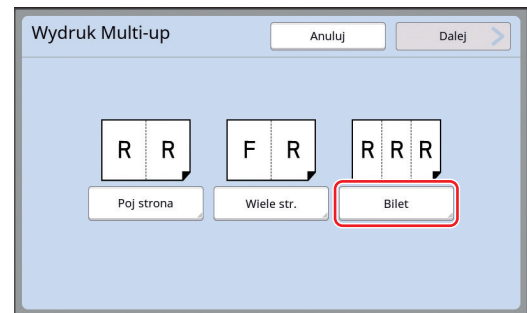 Wydruk Multi-up
Anuluj
Dalej
R R
F R
R R R
Poj strona
Wiele str.
Bilet